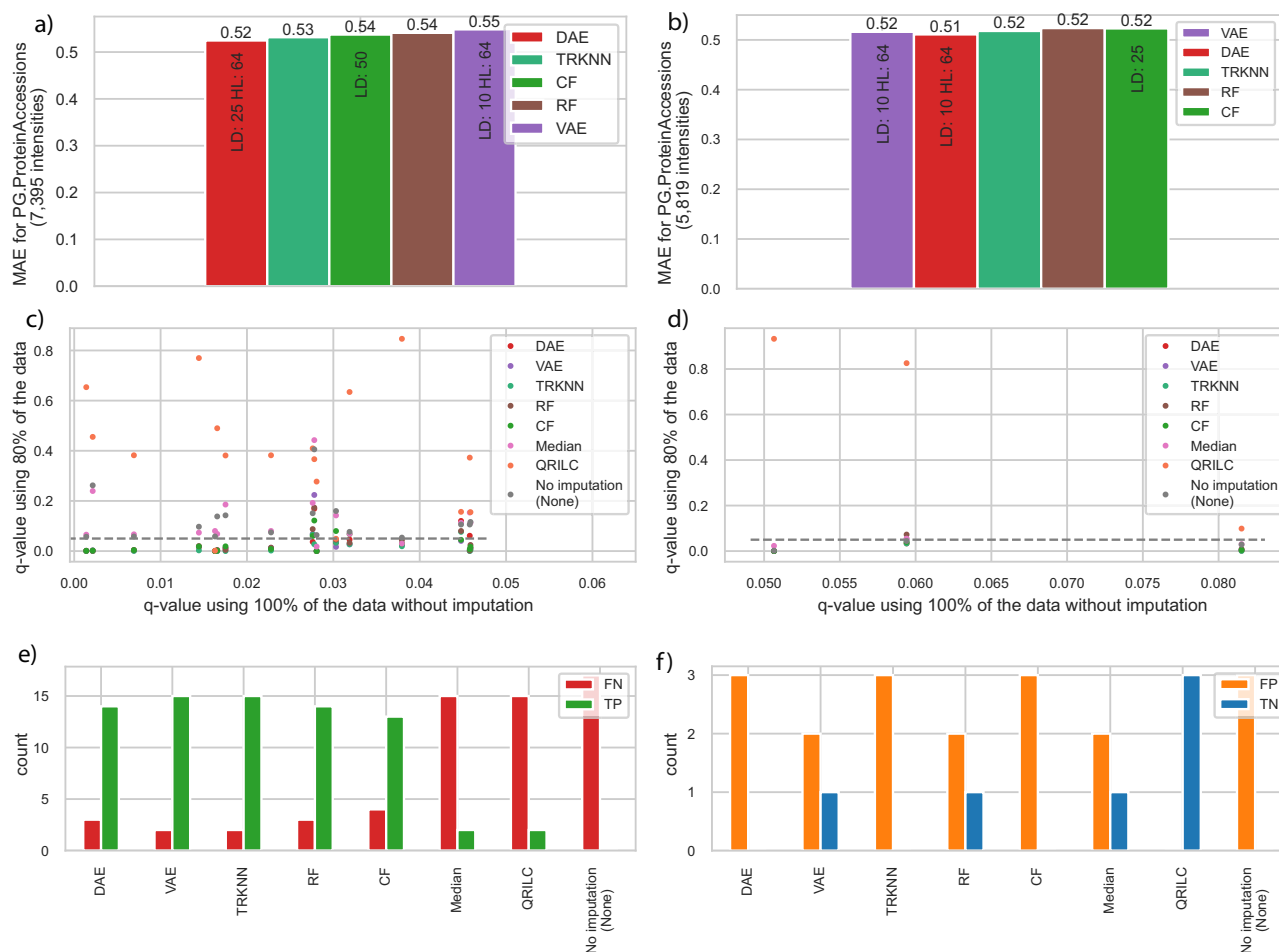 a)
MAE for PG.ProteinAccessions
(7,395 intensities)
0.5
0.4
0.3
0.2
0.1
0.0
0.52
0.53
0.54
0.54
0.55
LD: 25 HL: 64
LD: 50
LD: 10 HL: 64
DAE
TRKNN
CF
RF
VAE
b)
MAE for PG.ProteinAccessions
(5,819 intensities)
0.5
0.4
0.3
0.2
0.1
0.0
0.52
0.51
0.52
0.52
0.52
LD: 10 HL: 64
LD: 10 HL: 64
LD: 25
VAE
DAE
TRKNN
RF
CF
c)
q-value using 80% of the data
0.8
0.6
0.4
0.2
0.0
0.00
0.01
0.02
0.03
0.04
0.05
0.06
q-value using 100% of the data without imputation
DAE
VAE
TRKNN
RF
CF
Median
QRILC
No imputation
(None)
d)
q-value using 80% of the data
0.8
0.6
0.4
0.2
0.0
0.050
0.055
0.060
0.065
0.070
0.075
0.080
q-value using 100% of the data without imputation
DAE
VAE
TRKNN
RF
CF
Median
QRILC
No imputation
(None)
e)
count
15
10
5
0
FN
TP
DAE
VAE
TRKNN
RF
CF
Median
QRILC
No imputation
(None)
f)
count
3
2
1
0
FP
TN
DAE
VAE
TRKNN
RF
CF
Median
QRILC
No imputation
(None)